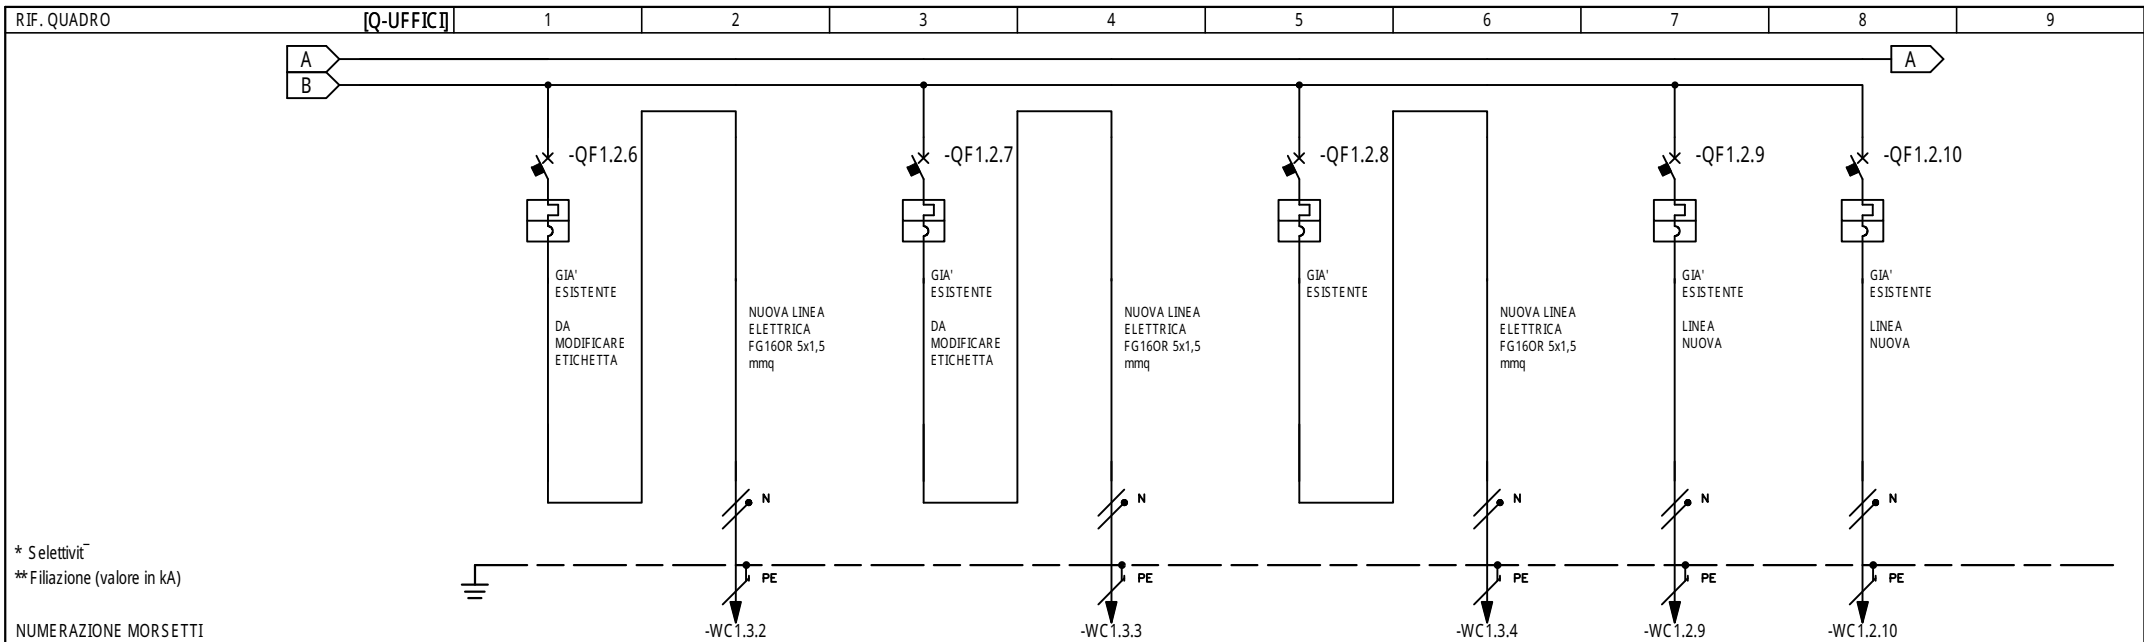 RIF. QUADRO [Q-UFFICI] 1 2 3 4 5 6 7 8 9
A A
B
-QF1.2.6 -QF1.2.7 -QF1.2.8 -QF1.2.9 -QF1.2.10
GIA'
ESISTENTE
DA
MODIFICARE
ETICHETTA
NUOVA LINEA
ELETTRICA
FG16OR 5x1,5
mmq
GIA'
ESISTENTE
DA
MODIFICARE
ETICHETTA
NUOVA LINEA
ELETTRICA
FG16OR 5x1,5
mmq
GIA'
ESISTENTE
NUOVA LINEA
ELETTRICA
FG16OR 5x1,5
mmq
GIA'
ESISTENTE
LINEA
NUOVA
GIA'
ESISTENTE
LINEA
NUOVA
N N N N N
* Selettivit¯
**Filiazione (valore in kA)
PE PE PE PE PE
NUMERAZIONE MORSETTI -WC1.3.2 -WC1.3.3 -WC1.3.4 -WC1.2.9 -WC1.2.10